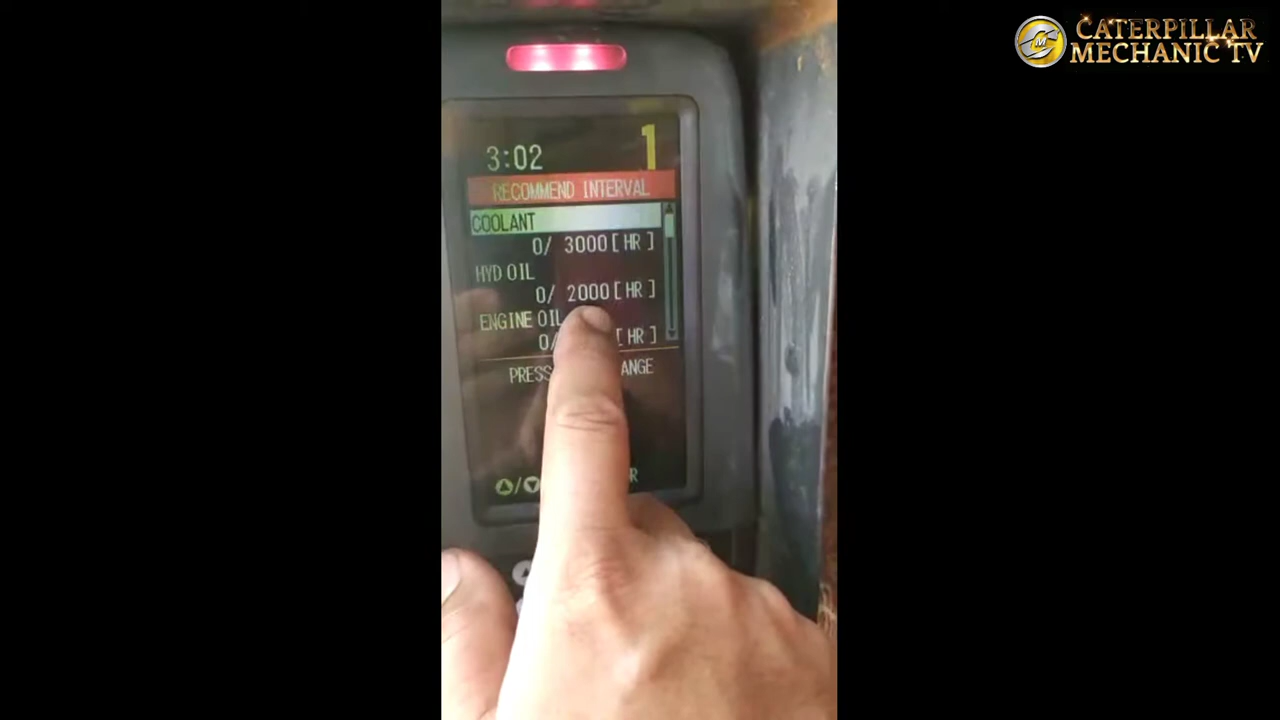 CATERPILLAR
MECHANIC TV
3:02 1
RECOMMEND INTERVAL
COOLANT
0/ 3000[ HR ]
HYD OIL
0/ 2000[ HR ]
ENGINE OIL
0/ [ HR ]
PRESS